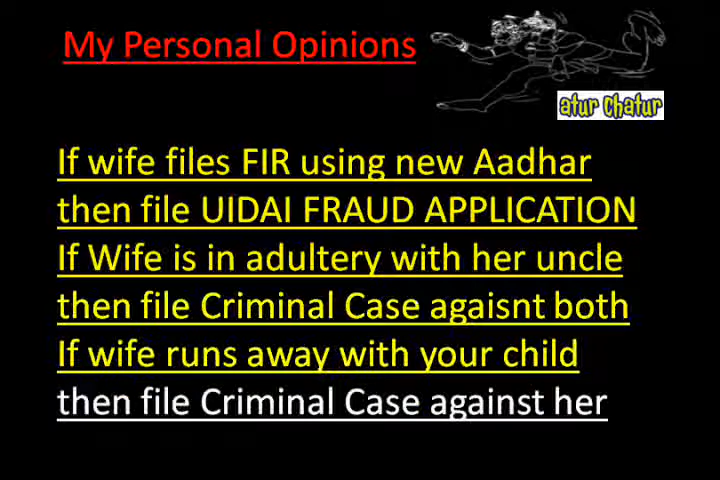 My Personal Opinions
atur chatur
If wife files FIR using new Aadhar
then file UIDAI FRAUD APPLICATION
If Wife is in adultery with her uncle
then file Criminal Case agaisnt both
If wife runs away with your child
then file Criminal Case against her